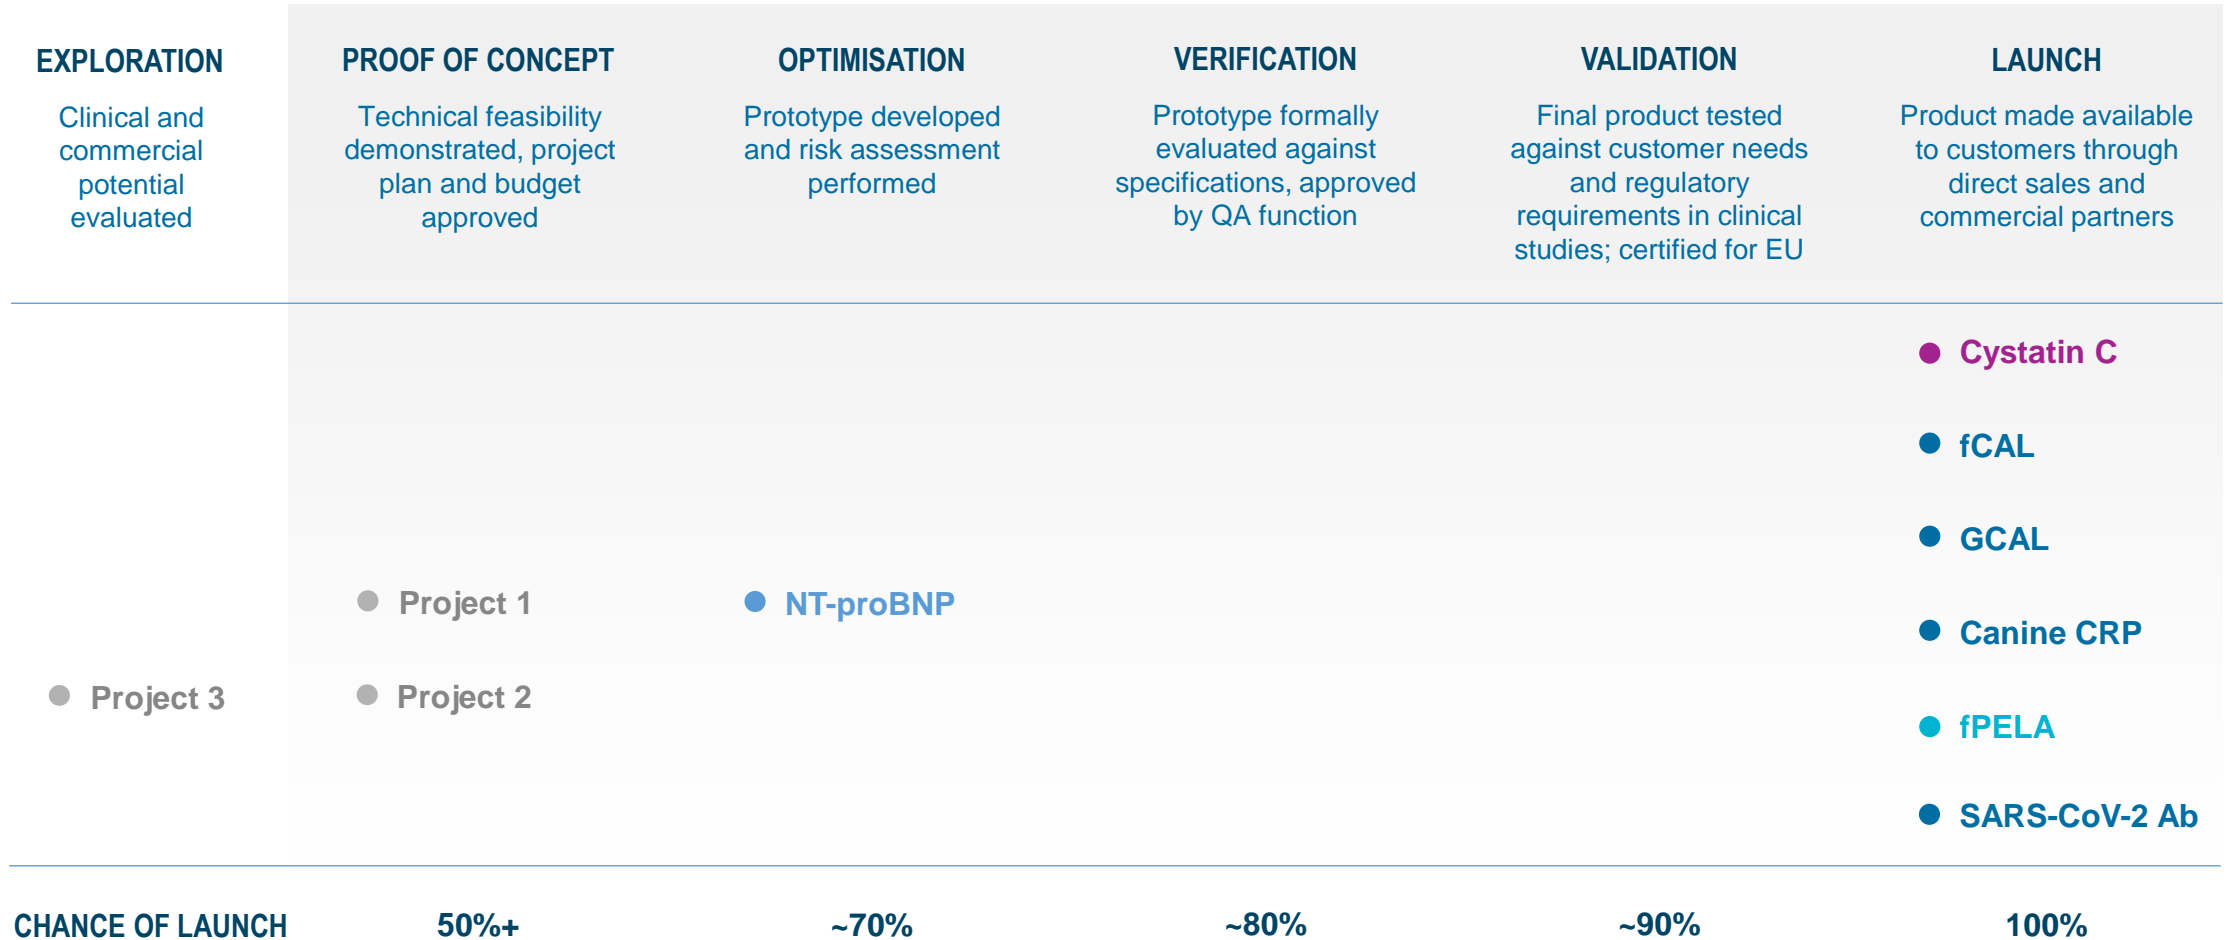 EXPLORATION
Clinical and
commercial
potential
evaluated
PROOF OF CONCEPT
Technical feasibility
demonstrated, project
plan and budget
approved
OPTIMISATION
Prototype developed
and risk assessment
performed
VERIFICATION
Prototype formally
evaluated against
specifications, approved
by QA function
VALIDATION
Final product tested
against customer needs
and regulatory
requirements in clinical
studies; certified for EU
LAUNCH
Product made available
to customers through
direct sales and
commercial partners
Cystatin C
fCAL
GCAL
Project 1
NT-proBNP
Canine CRP
Project 3
Project 2
fPELA
SARS-CoV-2 Ab
CHANCE OF LAUNCH
50%+
~70%
~80%
~90%
100%